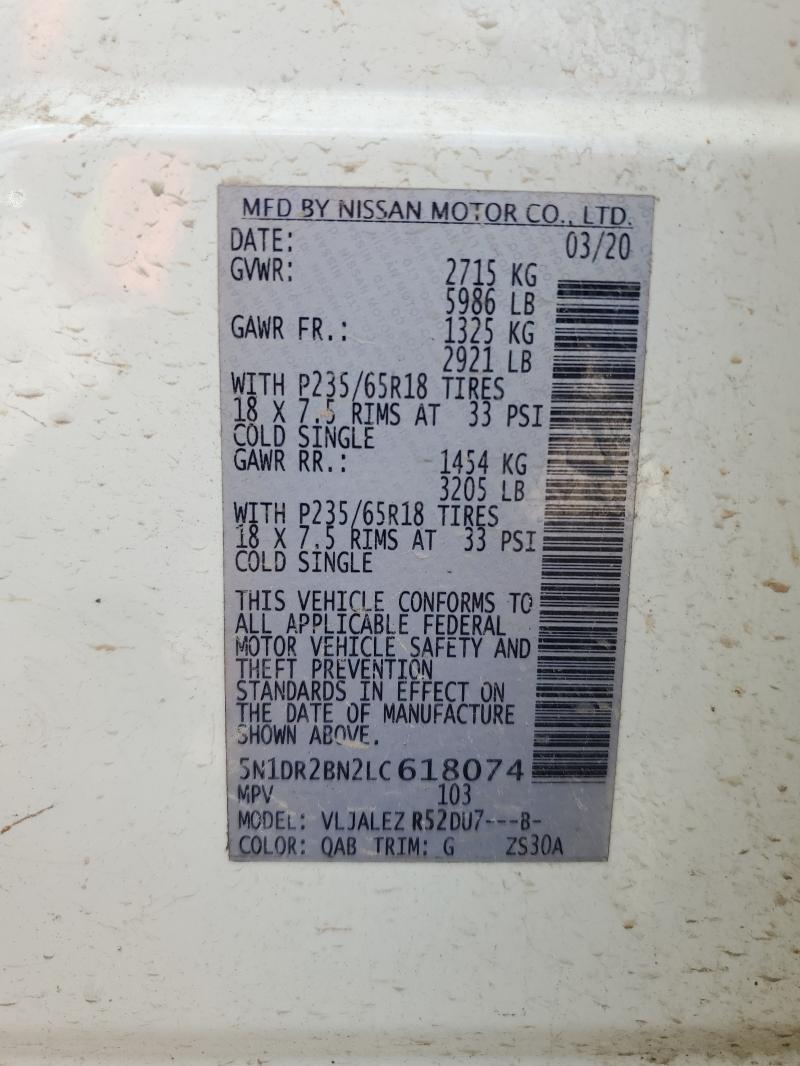 MFD BY NISSAN MOTOR CO., LTD.
DATE: 03/20
GVWR: 2715 KG
5986 LB
GAWR FR.: 1325 KG
2921 LB
WITH P235/65R18 TIRES
18 X 7.5 RIMS AT 33 PSI
COLD SINGLE
GAWR RR.: 1454 KG
3205 LB
WITH P235/65R18 TIRES
18 X 7.5 RIMS AT 33 PSI
COLD SINGLE
THIS VEHICLE CONFORMS TO
ALL APPLICABLE FEDERAL
MOTOR VEHICLE SAFETY AND
THEFT PREVENTION
STANDARDS IN EFFECT ON
THE DATE OF MANUFACTURE
SHOWN ABOVE.
5N1DR2BN2LC618074
MPV 103
MODEL: VLJALEZ R52DU7---B-
COLOR: QAB TRIM: G ZS30A